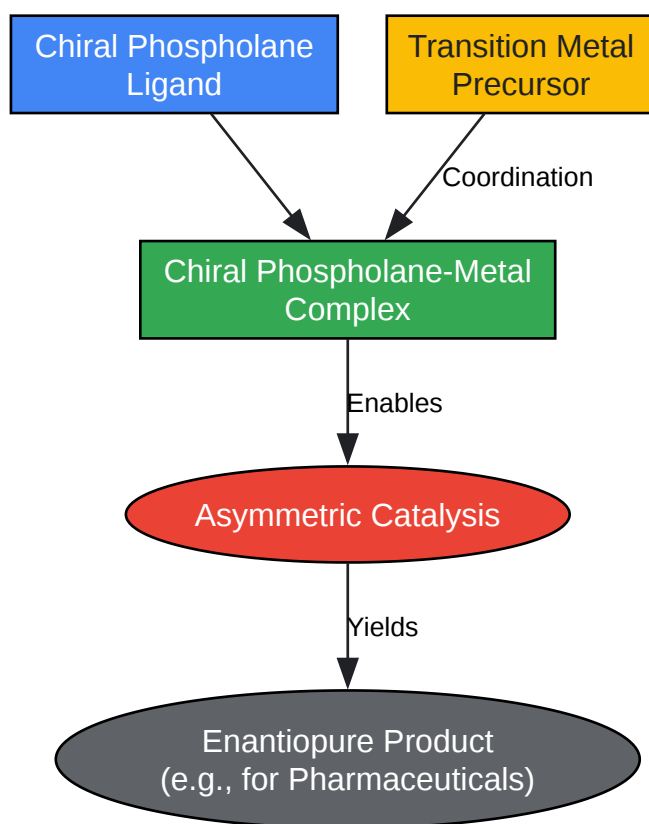 Chiral Phospholane
Ligand
Transition Metal
Precursor
Coordination
Chiral Phospholane-Metal
Complex
Enables
Asymmetric Catalysis
Yields
Enantiopure Product
(e.g., for Pharmaceuticals)